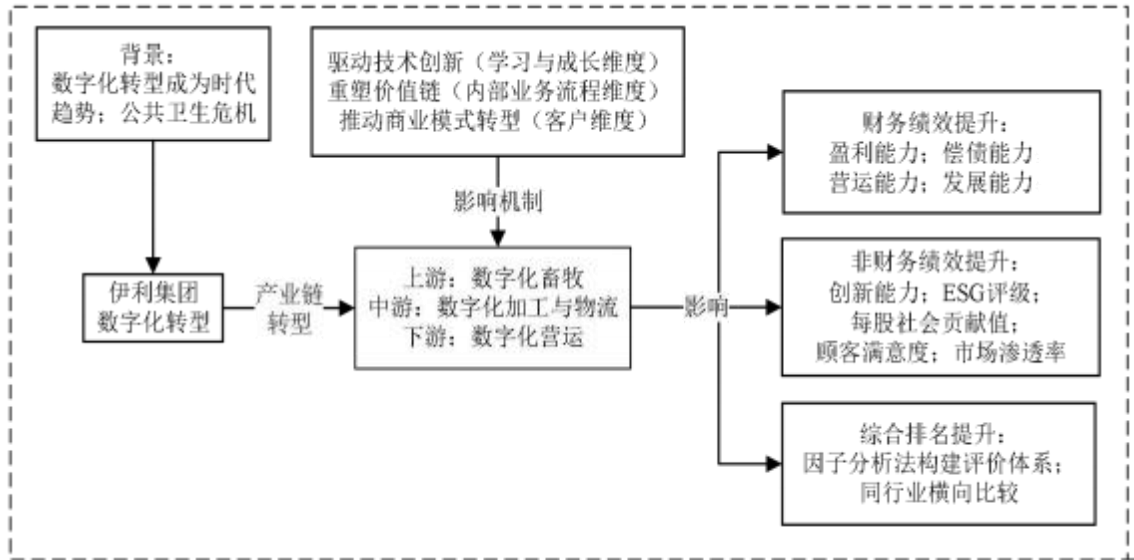 背景：
数字化转型成为时代
趋势；公共卫生危机
驱动技术创新（学习与成长维度）
重塑价值链（内部业务流程维度）
推动商业模式转型（客户维度）
影响机制
伊利集团
数字化转型
产业链
转型
上游：数字化畜牧
中游：数字化加工与物流
下游：数字化营运
影响
财务绩效提升：
盈利能力；偿债能力
营运能力；发展能力
非财务绩效提升：
创新能力；ESG评级；
每股社会贡献值；
顾客满意度；市场渗透率
综合排名提升：
因子分析法构建评价体系；
同行业横向比较